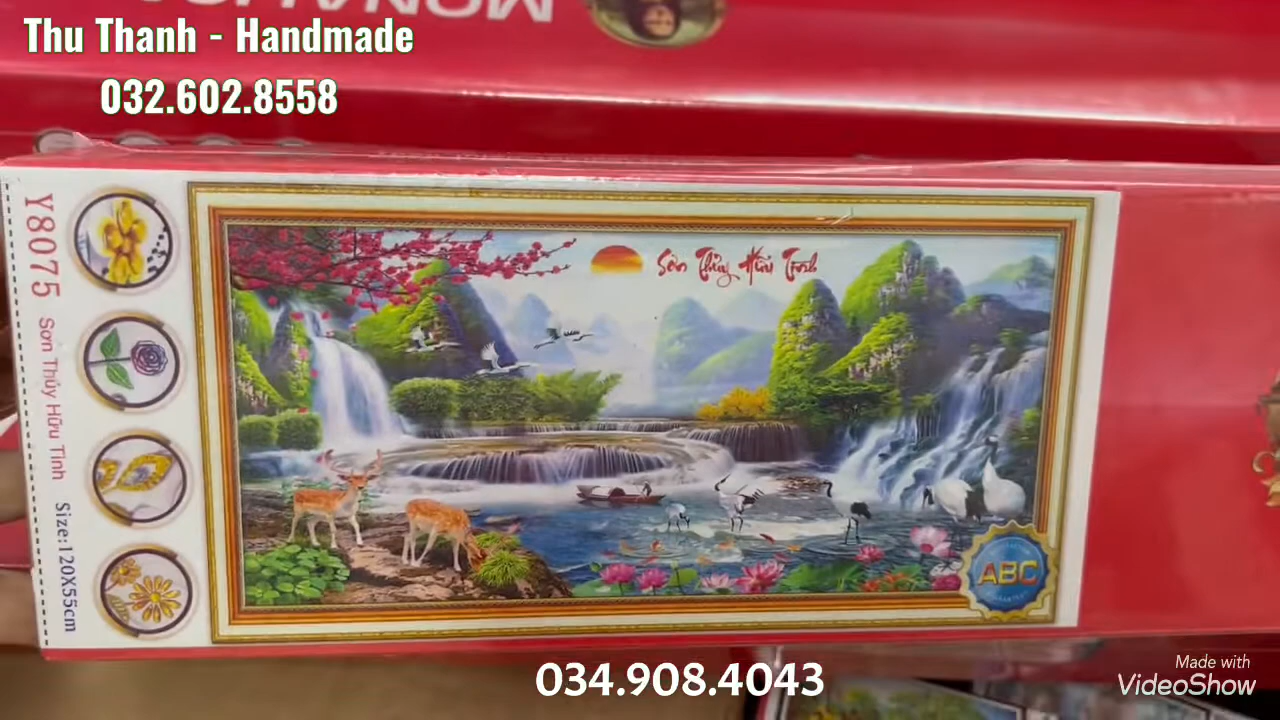 Thu Thanh - Handmade
032.602.8558
Y8075 Sơn Thủy Hữu Tình Size:120X55cm
Sơn Thủy Hữu Tình
ABC
034.908.4043
Made with
VideoShow